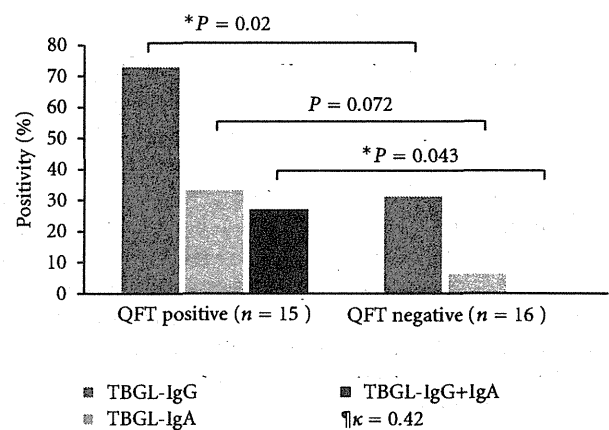 *P = 0.02
80
70
60
50
40
30
20
10
0
Positivity (%)
P = 0.072
*P = 0.043
QFT positive (n = 15 )
QFT negative (n = 16 )
TBGL-IgG
TBGL-IgA
TBGL-IgG+IgA
¶κ = 0.42